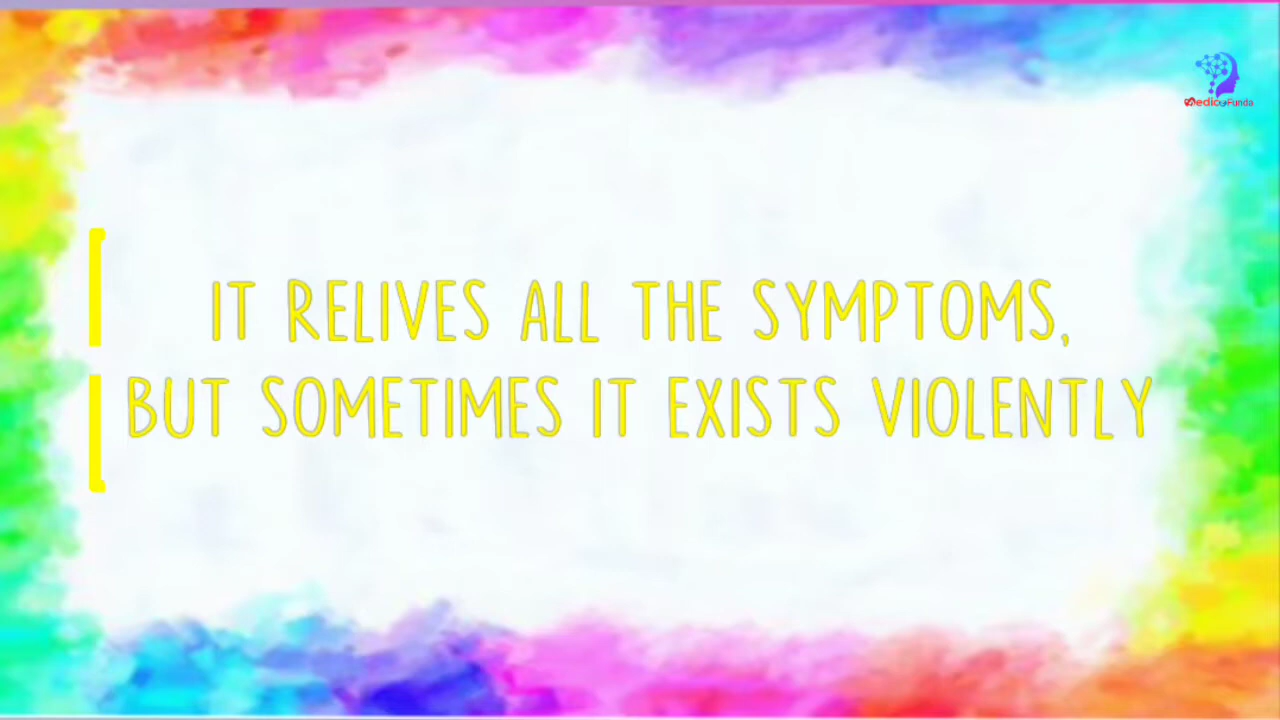 MedicoFunda
IT RELIVES ALL THE SYMPTOMS,
BUT SOMETIMES IT EXISTS VIOLENTLY